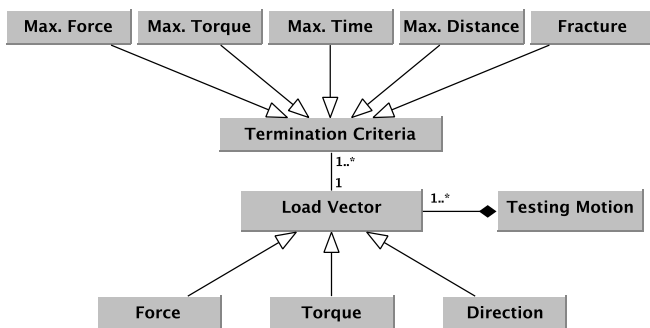 Max. Force
Max. Torque
Max. Time
Max. Distance
Fracture
Termination Criteria
1..*
1
Load Vector
1..*
Testing Motion
Force
Torque
Direction